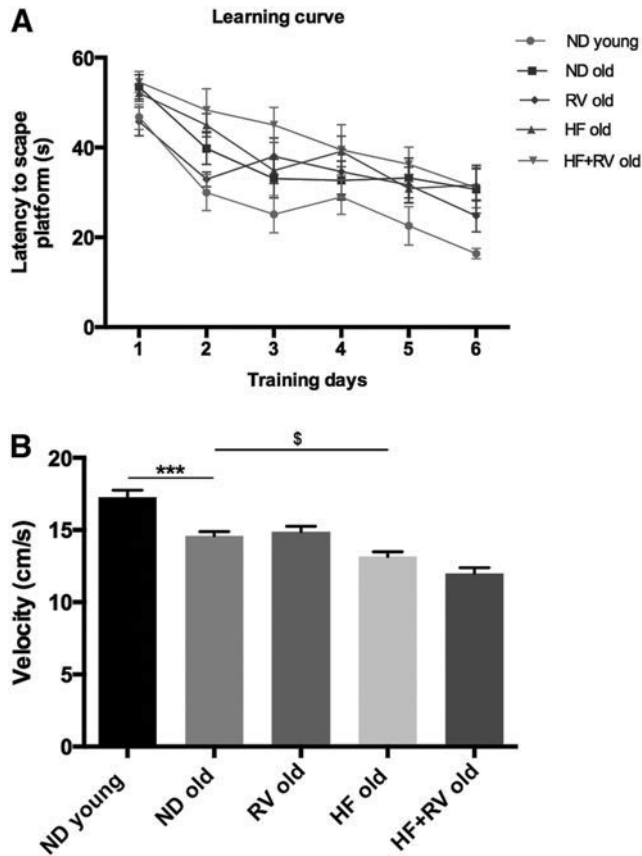 A
Learning curve
Latency to scape
platform (s)
60
40
20
0
1 2 3 4 5 6
Training days
ND young
ND old
RV old
HF old
HF+RV old
B
Velocity (cm/s)
20
15
10
5
0
***
$
ND young
ND old
RV old
HF old
HF+RV old